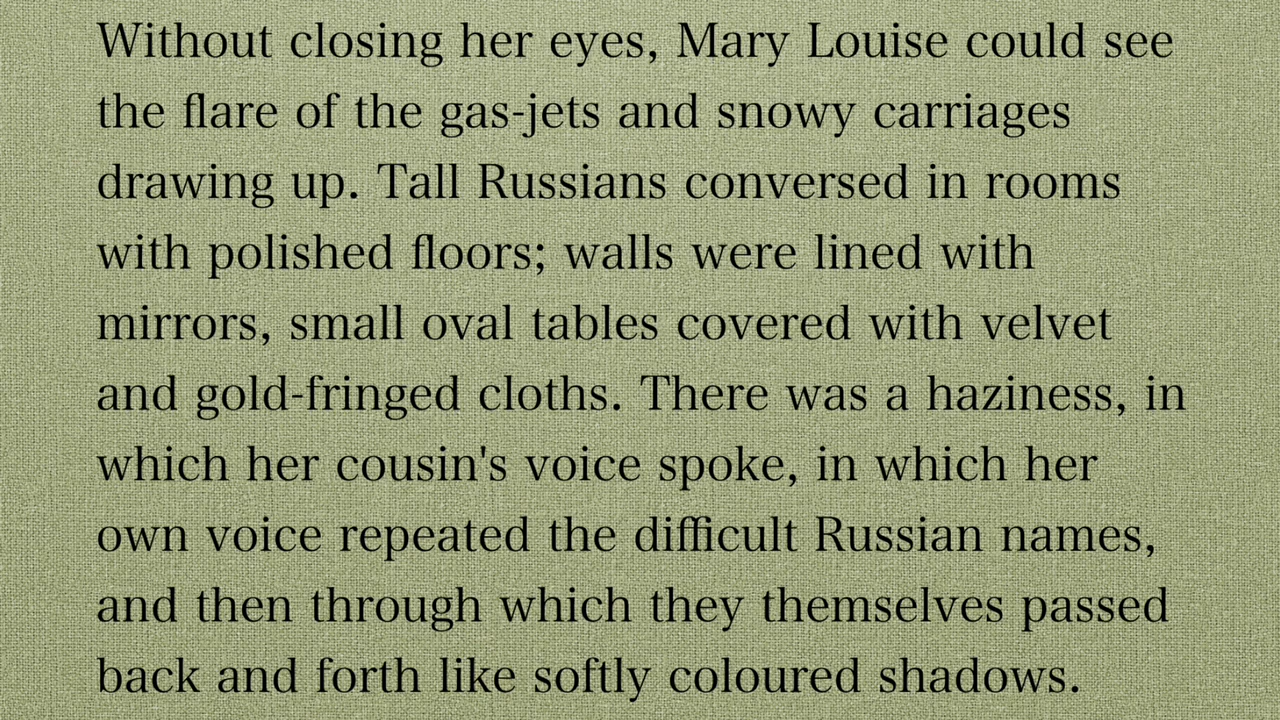 Without closing her eyes, Mary Louise could see
the flare of the gas-jets and snowy carriages
drawing up. Tall Russians conversed in rooms
with polished floors; walls were lined with
mirrors, small oval tables covered with velvet
and gold-fringed cloths. There was a haziness, in
which her cousin's voice spoke, in which her
own voice repeated the difficult Russian names,
and then through which they themselves passed
back and forth like softly coloured shadows.